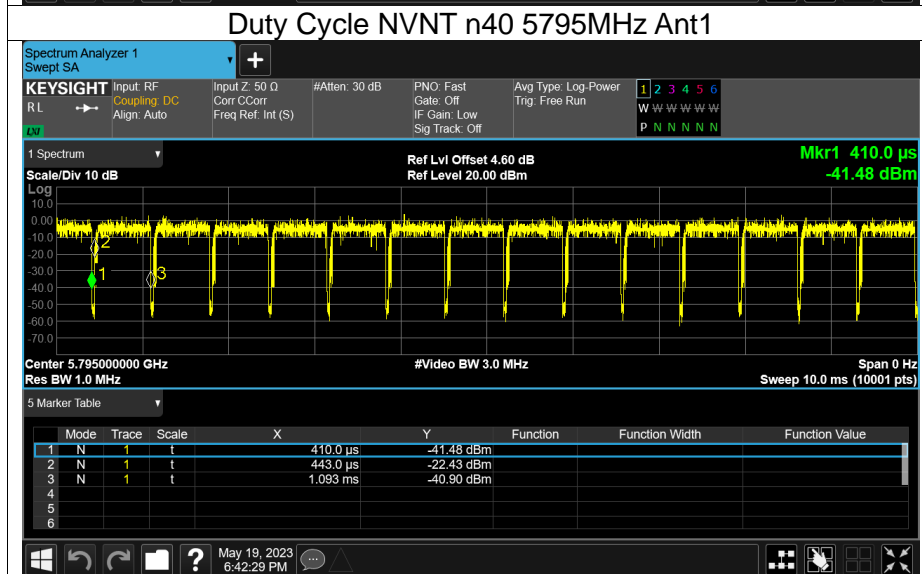 Duty Cycle NVNT n40 5795MHz Ant1
Spectrum Analyzer 1
Swept SA
+
KEYSIGHT
R L
LXI
Input: RF
Coupling: DC
Align: Auto
Input Z: 50 Ω
Corr CCorr
Freq Ref: Int (S)
#Atten: 30 dB
PNO: Fast
Gate: Off
IF Gain: Low
Sig Track: Off
Avg Type: Log-Power
Trig: Free Run
1 2 3 4 5 6
W W W W W W
P N N N N N
1 Spectrum
Scale/Div 10 dB
Ref Lvl Offset 4.60 dB
Ref Level 20.00 dBm
Mkr1 410.0 µs
-41.48 dBm
Log
10.0
0.00
-10.0
-20.0
-30.0
-40.0
-50.0
-60.0
-70.0
2
1
3
Center 5.795000000 GHz
Res BW 1.0 MHz
#Video BW 3.0 MHz
Span 0 Hz
Sweep 10.0 ms (10001 pts)
5 Marker Table
Mode Trace Scale X Y Function Function Width Function Value
1 N 1 t 410.0 µs -41.48 dBm
2 N 1 t 443.0 µs -22.43 dBm
3 N 1 t 1.093 ms -40.90 dBm
4
5
6
?
May 19, 2023
6:42:29 PM